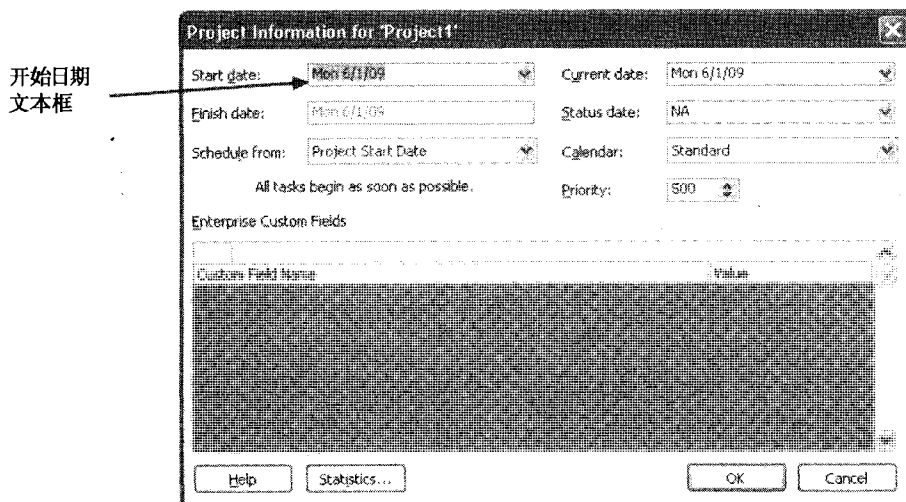 Project Information for 'Project1'
开始日期
文本框
Start date: Mon 6/1/09 Current date: Mon 6/1/09
Finish date: Mon 6/1/09 Status date: NA
Schedule from: Project Start Date Calendar: Standard
All tasks begin as soon as possible. Priority: 500
Enterprise Custom Fields
Custom Field Name Value
Help Statistics... OK Cancel